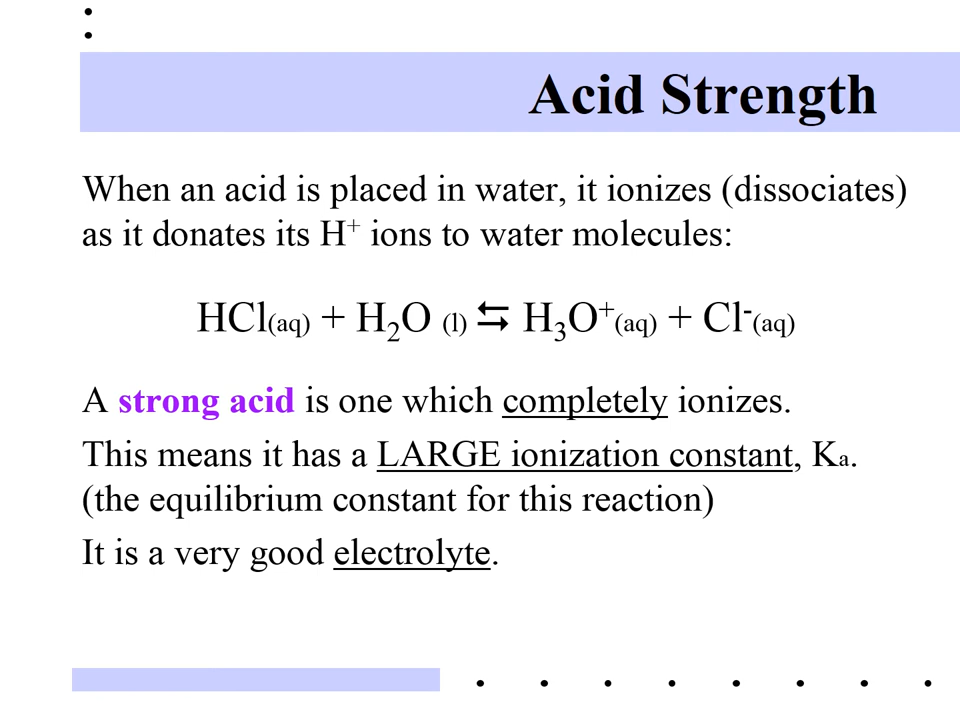 Acid Strength
When an acid is placed in water, it ionizes (dissociates)
as it donates its H⁺ ions to water molecules:
HCl(aq) + H₂O (l) ⇆ H₃O⁺(aq) + Cl⁻(aq)
A strong acid is one which completely ionizes.
This means it has a LARGE ionization constant, Kₐ.
(the equilibrium constant for this reaction)
It is a very good electrolyte.